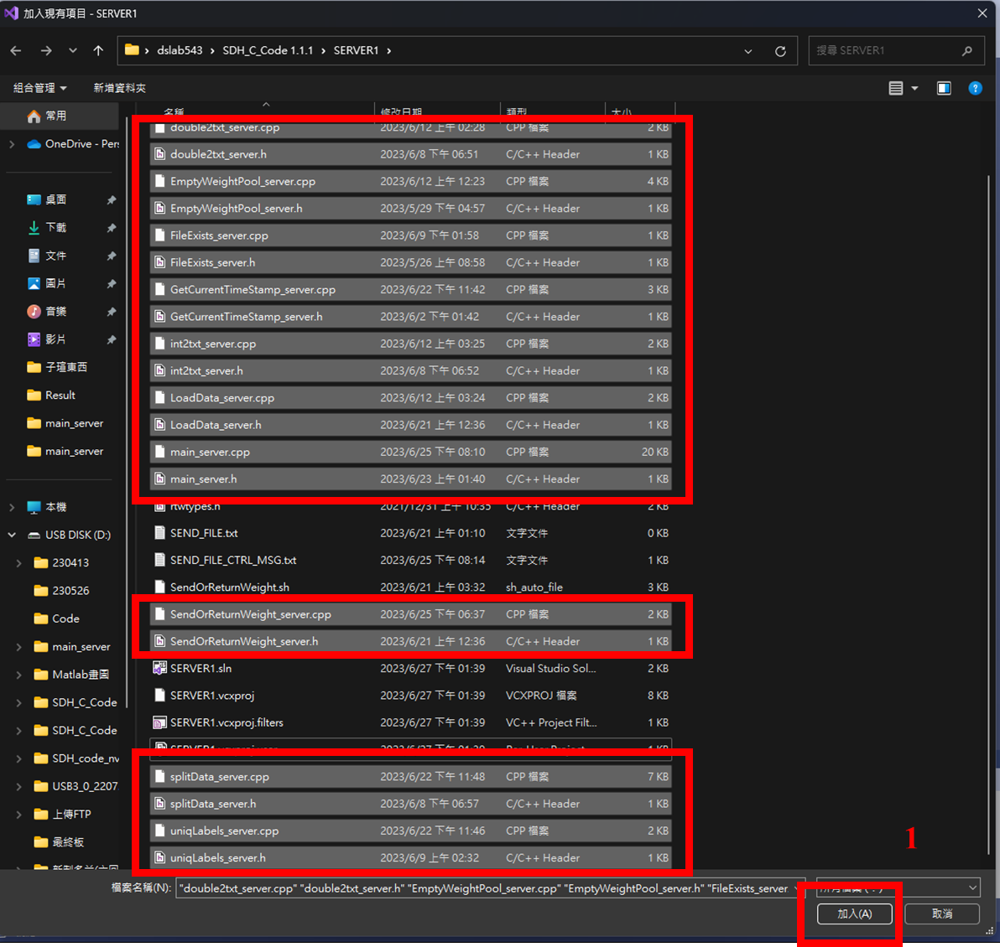 加入現有項目 - SERVER1
dslab543 › SDH_C_Code 1.1.1 › SERVER1 ›
搜尋 SERVER1
組合管理
新增資料夾
常用
OneDrive - Pers
桌面
下載
文件
圖片
音樂
影片
子瑄東西
Result
main_server
main_server
本機
USB DISK (D:)
230413
230526
Code
main_server
Matlab畫圖
SDH_C_Code
SDH_C_Code
SDH_code_nv
USB3_0_2207
上傳FTP
最終板
名稱 修改日期 類型 大小
double2txt_server.cpp 2023/6/12 上午 02:28 CPP 檔案 2 KB
double2txt_server.h 2023/6/8 下午 06:51 C/C++ Header 1 KB
EmptyWeightPool_server.cpp 2023/6/12 上午 12:23 CPP 檔案 4 KB
EmptyWeightPool_server.h 2023/5/29 下午 04:57 C/C++ Header 1 KB
FileExists_server.cpp 2023/6/9 下午 01:58 CPP 檔案 1 KB
FileExists_server.h 2023/5/26 上午 08:58 C/C++ Header 1 KB
GetCurrentTimeStamp_server.cpp 2023/6/22 下午 11:42 CPP 檔案 3 KB
GetCurrentTimeStamp_server.h 2023/6/2 下午 01:42 C/C++ Header 1 KB
int2txt_server.cpp 2023/6/12 上午 03:25 CPP 檔案 2 KB
int2txt_server.h 2023/6/8 下午 06:52 C/C++ Header 1 KB
LoadData_server.cpp 2023/6/12 上午 03:24 CPP 檔案 2 KB
LoadData_server.h 2023/6/21 上午 12:36 C/C++ Header 1 KB
main_server.cpp 2023/6/25 下午 08:10 CPP 檔案 20 KB
main_server.h 2023/6/23 上午 01:40 C/C++ Header 1 KB
rtwtypes.h 2021/12/31 上午 10:35 C/C++ Header 2 KB
SEND_FILE.txt 2023/6/21 上午 01:10 文字文件 0 KB
SEND_FILE_CTRL_MSG.txt 2023/6/25 下午 08:14 文字文件 1 KB
SendOrReturnWeight.sh 2023/6/21 上午 03:32 sh_auto_file 3 KB
SendOrReturnWeight_server.cpp 2023/6/25 下午 06:37 CPP 檔案 2 KB
SendOrReturnWeight_server.h 2023/6/21 上午 12:36 C/C++ Header 1 KB
SERVER1.sln 2023/6/27 下午 01:39 Visual Studio Sol... 2 KB
SERVER1.vcxproj 2023/6/27 下午 01:39 VCXPROJ 檔案 8 KB
SERVER1.vcxproj.filters 2023/6/27 下午 01:39 VC++ Project Filt... 1 KB
SERVER1.vcxproj.user 2023/6/27 下午 01:39 Per-User Project 1 KB
splitData_server.cpp 2023/6/22 下午 11:48 CPP 檔案 7 KB
splitData_server.h 2023/6/8 下午 06:57 C/C++ Header 1 KB
uniqLabels_server.cpp 2023/6/22 下午 11:46 CPP 檔案 2 KB
uniqLabels_server.h 2023/6/9 上午 02:32 C/C++ Header 1 KB
1
檔案名稱(N): "double2txt_server.cpp" "double2txt_server.h" "EmptyWeightPool_server.cpp" "EmptyWeightPool_server.h" "FileExists_server.
加入(A) 取消